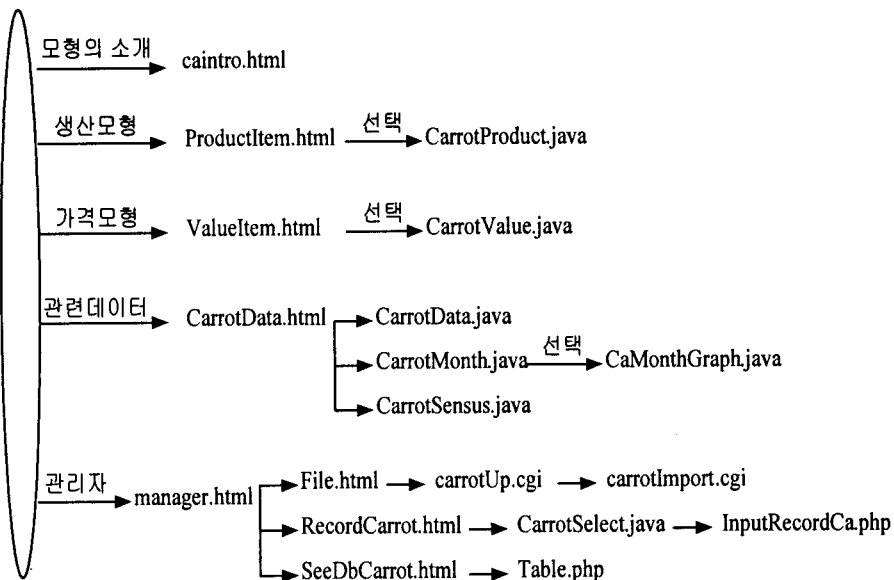 모형의 소개 caintro.html
생산모형 ProductItem.html 선택 CarrotProduct.java
가격모형 ValueItem.html 선택 CarrotValue.java
관련데이터 CarrotData.html CarrotData.java
CarrotMonth.java 선택 CaMonthGraph.java
CarrotSensus.java
관리자 manager.html File.html carrotUp.cgi carrotImport.cgi
RecordCarrot.html CarrotSelect.java InputRecordCa.php
SeeDbCarrot.html Table.php